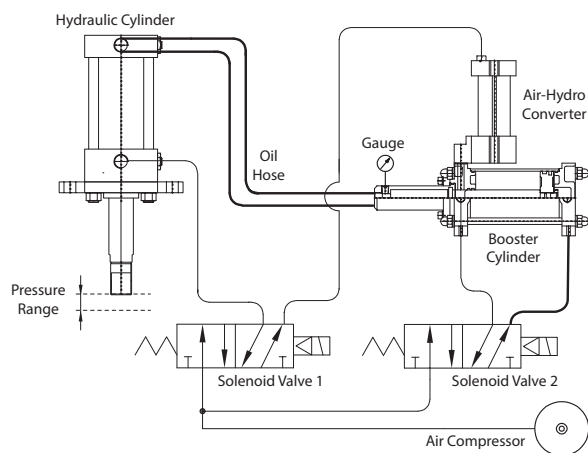 Hydraulic Cylinder
Air-Hydro
Converter
Gauge
Oil
Hose
Booster
Cylinder
Pressure
Range
Solenoid Valve 1
Solenoid Valve 2
Air Compressor